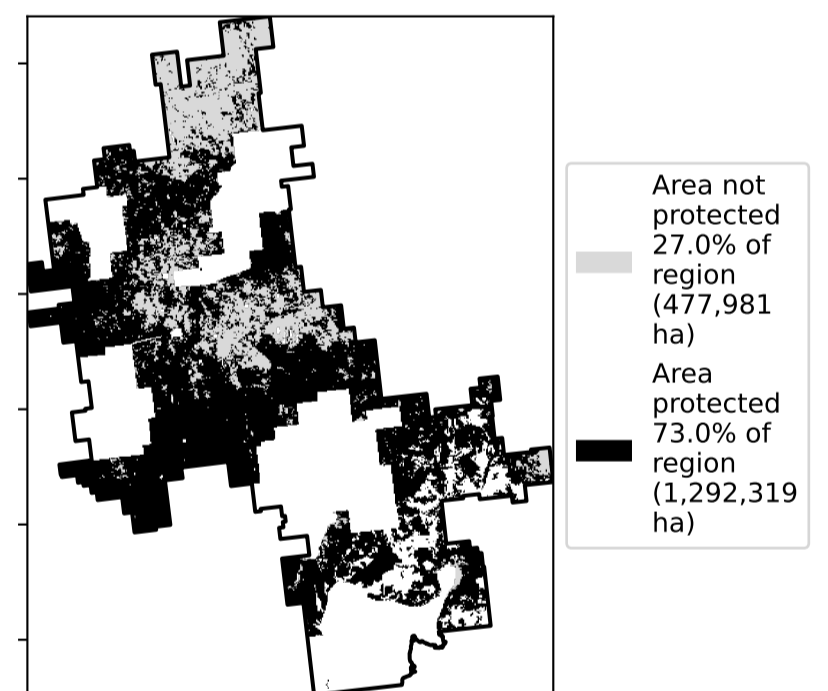 Area not
protected
27.0% of
region
(477,981
ha)
Area
protected
73.0% of
region
(1,292,319
ha)